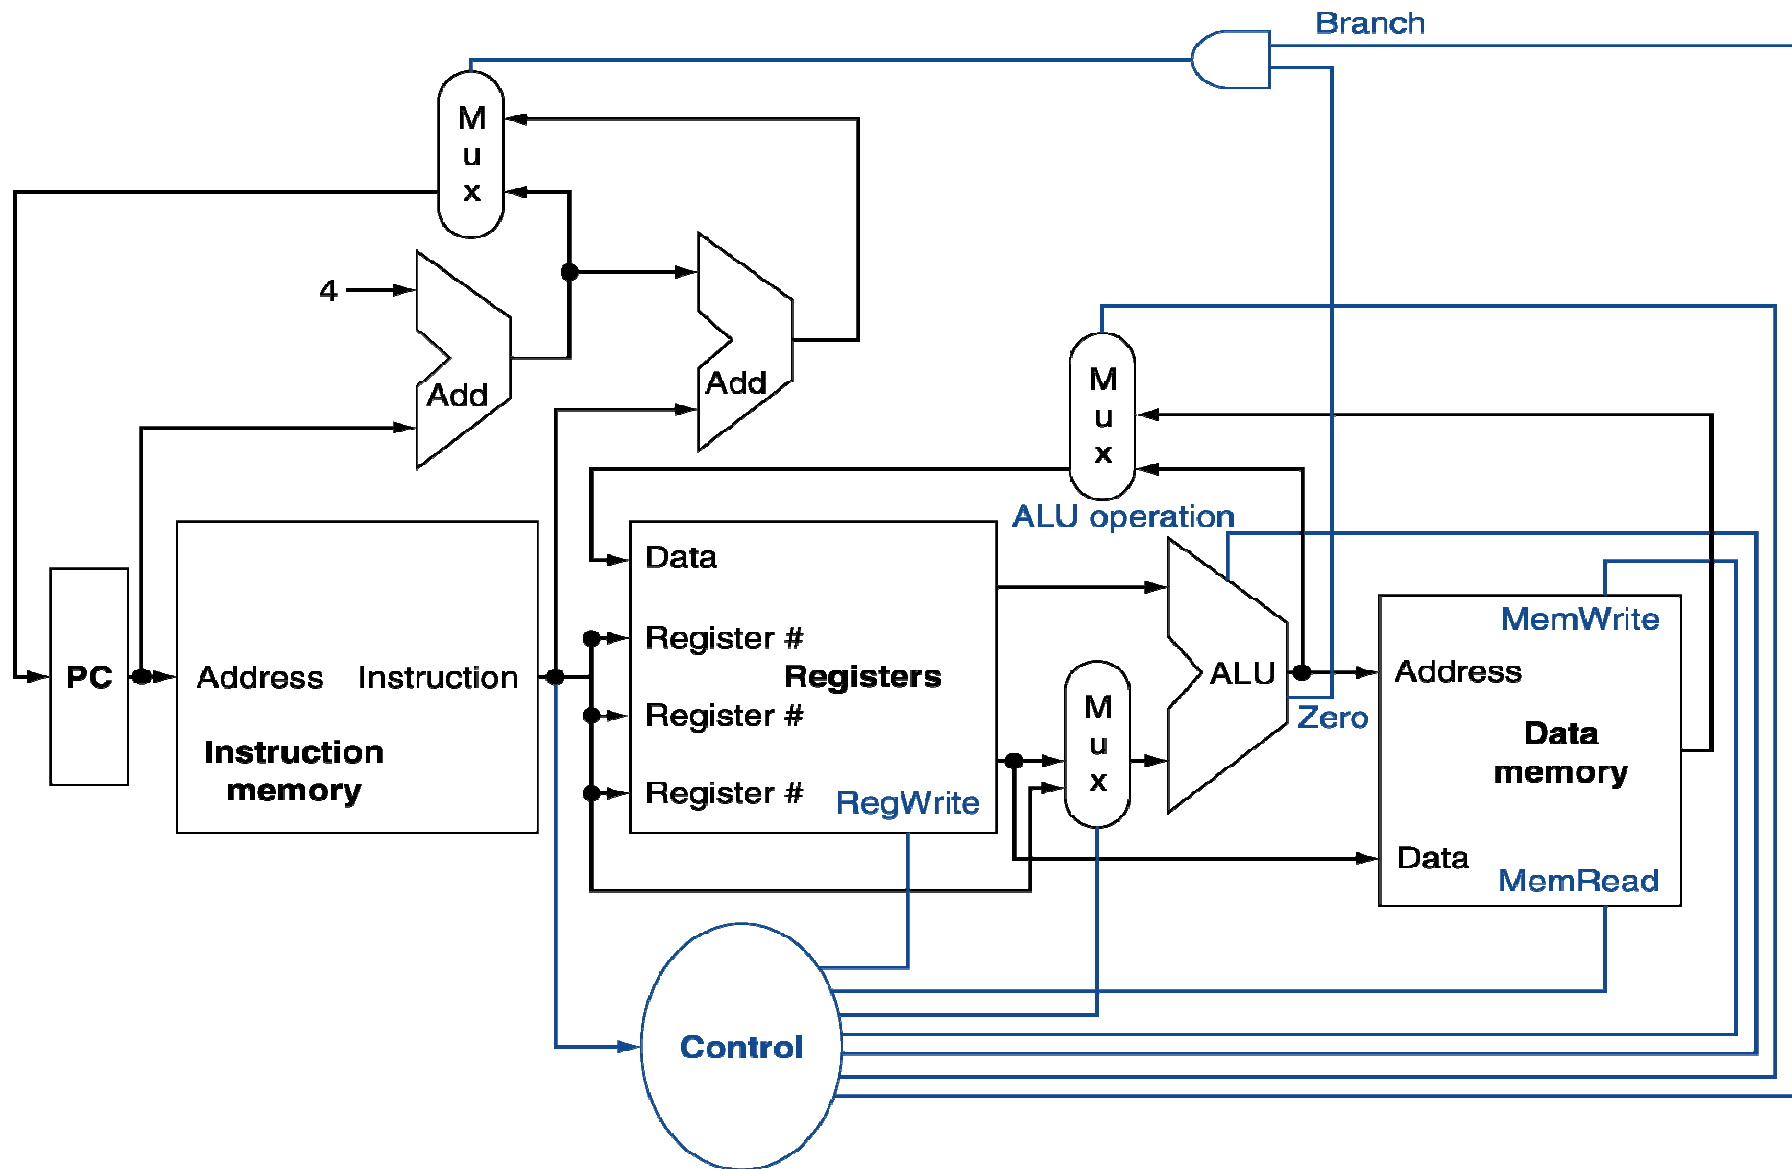 Branch
M
u
x
4
Add
Add
M
u
x
ALU operation
Data
Register #
Registers
Register #
Register #
RegWrite
PC
Address Instruction
Instruction
memory
M
u
x
ALU
Zero
MemWrite
Address
Data
memory
Data
MemRead
Control